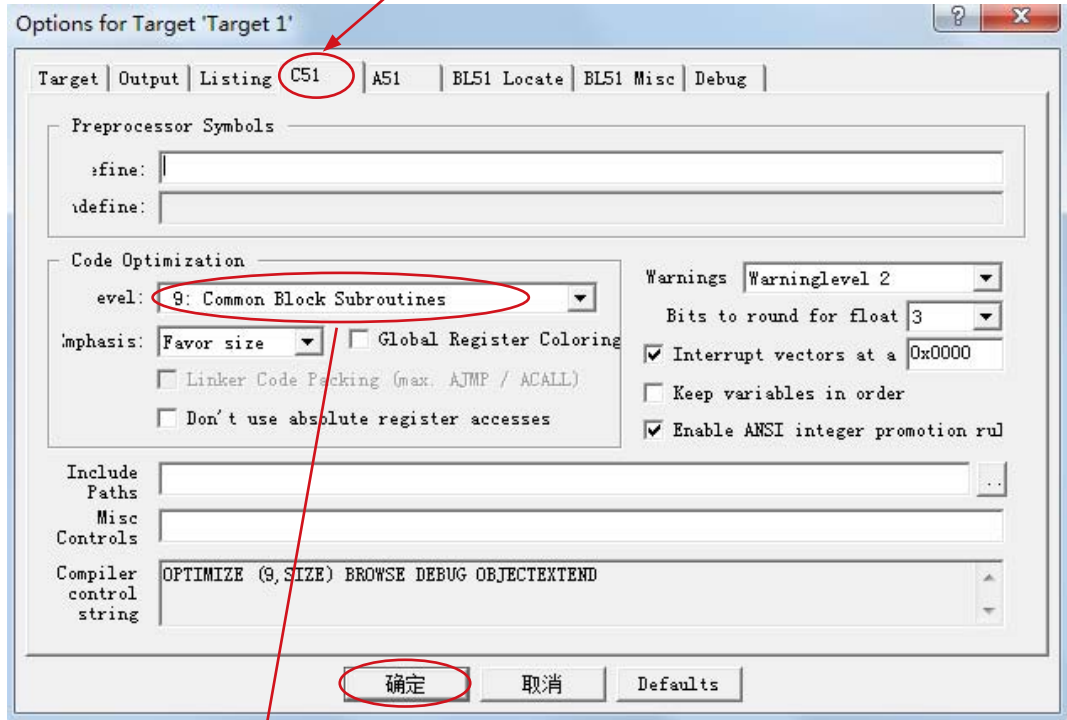 Options for Target 'Target 1'
? x
Target Output Listing C51 A51 BL51 Locate BL51 Misc Debug
Preprocessor Symbols
efine:
define:
Code Optimization
evel: 9: Common Block Subroutines
mphasis: Favor size Global Register Coloring
Linker Code Packing (max. AJMP / ACALL)
Don't use absolute register accesses
Warnings Warninglevel 2
Bits to round for float 3
Interrupt vectors at a 0x0000
Keep variables in order
Enable ANSI integer promotion rul
Include
Paths
..
Misc
Controls
Compiler
control
string
OPTIMIZE (9,SIZE) BROWSE DEBUG OBJECTEXTEND
确定 取消 Defaults